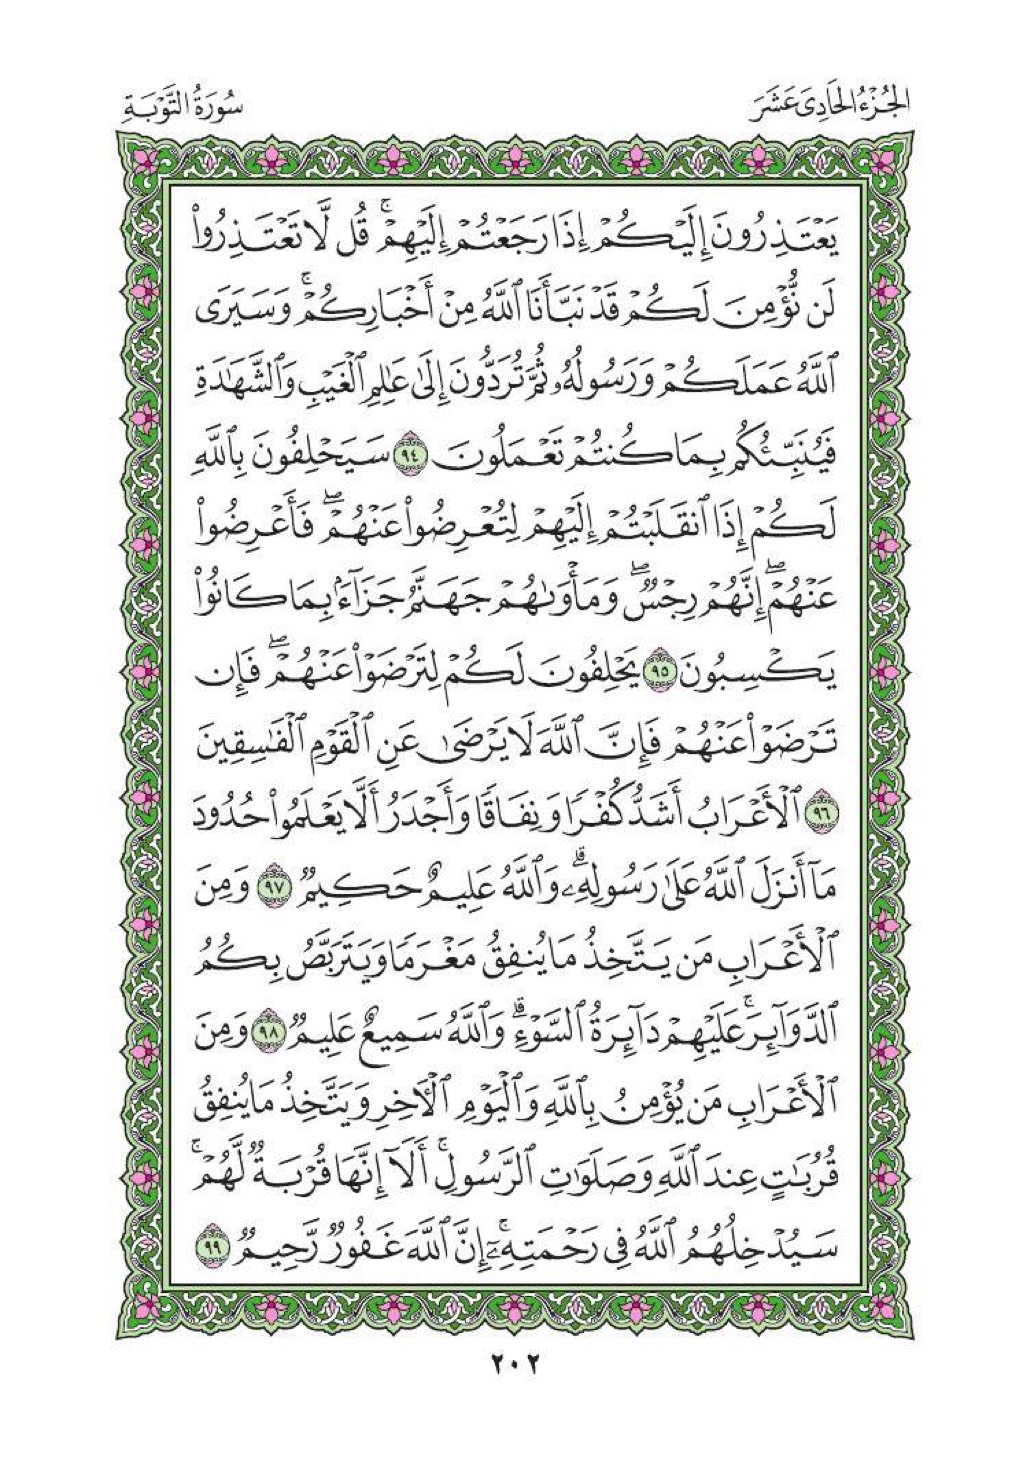 الجُزْءُ الحَادِى عَشَرَ
سُورَةُ التَّوْبَةِ
يَعْتَذِرُونَ إِلَيْكُمْ إِذَا رَجَعْتُمْ إِلَيْهِمْۚ قُل لَّا تَعْتَذِرُوا۟
لَن نُّؤْمِنَ لَكُمْ قَدْ نَبَّأَنَا ٱللَّهُ مِنْ أَخْبَارِكُمْۚ وَسَيَرَى
ٱللَّهُ عَمَلَكُمْ وَرَسُولُهُۥ ثُمَّ تُرَدُّونَ إِلَىٰ عَٰلِمِ ٱلْغَيْبِ وَٱلشَّهَٰدَةِ
فَيُنَبِّئُكُم بِمَا كُنتُمْ تَعْمَلُونَ ٩٤ سَيَحْلِفُونَ بِٱللَّهِ
لَكُمْ إِذَا ٱنقَلَبْتُمْ إِلَيْهِمْ لِتُعْرِضُوا۟ عَنْهُمْۖ فَأَعْرِضُوا۟
عَنْهُمْۖ إِنَّهُمْ رِجْسٌۖ وَمَأْوَىٰهُمْ جَهَنَّمُ جَزَآءًۢ بِمَا كَانُوا۟
يَكْسِبُونَ ٩٥ يَحْلِفُونَ لَكُمْ لِتَرْضَوْا۟ عَنْهُمْۖ فَإِن
تَرْضَوْا۟ عَنْهُمْ فَإِنَّ ٱللَّهَ لَا يَرْضَىٰ عَنِ ٱلْقَوْمِ ٱلْفَٰسِقِينَ
٩٦ ٱلْأَعْرَابُ أَشَدُّ كُفْرًا وَنِفَاقًا وَأَجْدَرُ أَلَّا يَعْلَمُوا۟ حُدُودَ
مَآ أَنزَلَ ٱللَّهُ عَلَىٰ رَسُولِهِۦۗ وَٱللَّهُ عَلِيمٌ حَكِيمٌ ٩٧ وَمِنَ
ٱلْأَعْرَابِ مَن يَتَّخِذُ مَا يُنفِقُ مَغْرَمًا وَيَتَرَبَّصُ بِكُمُ
ٱلدَّوَآئِرَۚ عَلَيْهِمْ دَآئِرَةُ ٱلسَّوْءِۗ وَٱللَّهُ سَمِيعٌ عَلِيمٌ ٩٨ وَمِنَ
ٱلْأَعْرَابِ مَن يُؤْمِنُ بِٱللَّهِ وَٱلْيَوْمِ ٱلْءَاخِرِ وَيَتَّخِذُ مَا يُنفِقُ
قُرُبَٰتٍ عِندَ ٱللَّهِ وَصَلَوَٰتِ ٱلرَّسُولِۚ أَلَآ إِنَّهَا قُرْبَةٌ لَّهُمْۚ
سَيُدْخِلُهُمُ ٱللَّهُ فِى رَحْمَتِهِۦٓۚ إِنَّ ٱللَّهَ غَفُورٌ رَّحِيمٌ ٩٩
٢٠٢